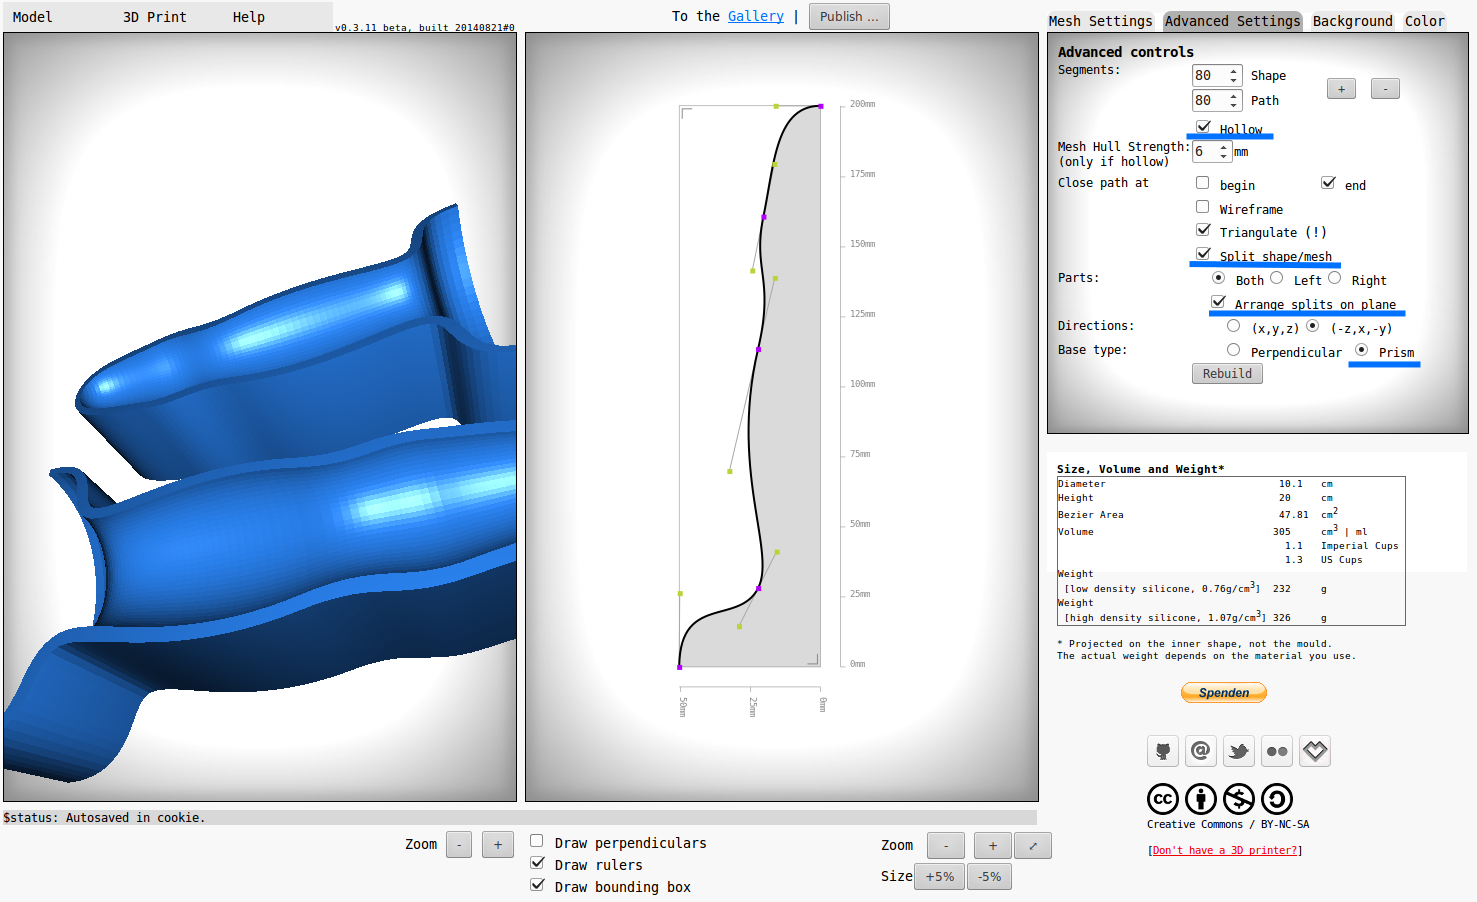 Model 3D Print Help
v0.3.11 beta, built 20140821#0
To the Gallery | Publish ...
Mesh Settings Advanced Settings Background Color
Advanced controls
Segments: 80 Shape
80 Path
+ -
Hollow
Mesh Hull Strength: 6 mm
(only if hollow)
Close path at begin end
Wireframe
Triangulate (!)
Split shape/mesh
Parts: Both Left Right
Arrange splits on plane
Directions: (x,y,z) (-z,x,-y)
Base type: Perpendicular Prism
Rebuild
200mm
175mm
150mm
125mm
100mm
75mm
50mm
25mm
0mm
50mm 25mm 0mm
Size, Volume and Weight*
Diameter 10.1 cm
Height 20 cm
Bezier Area 47.81 cm2
Volume 305 cm3 | ml
1.1 Imperial Cups
1.3 US Cups
Weight
[low density silicone, 0.76g/cm3] 232 g
Weight
[high density silicone, 1.07g/cm3] 326 g
* Projected on the inner shape, not the mould.
The actual weight depends on the material you use.
Spenden
@
cc
Creative Commons / BY-NC-SA
[Don't have a 3D printer?]
$status: Autosaved in cookie.
Zoom - +
Draw perpendiculars
Draw rulers
Draw bounding box
Zoom - +
Size +5% -5%